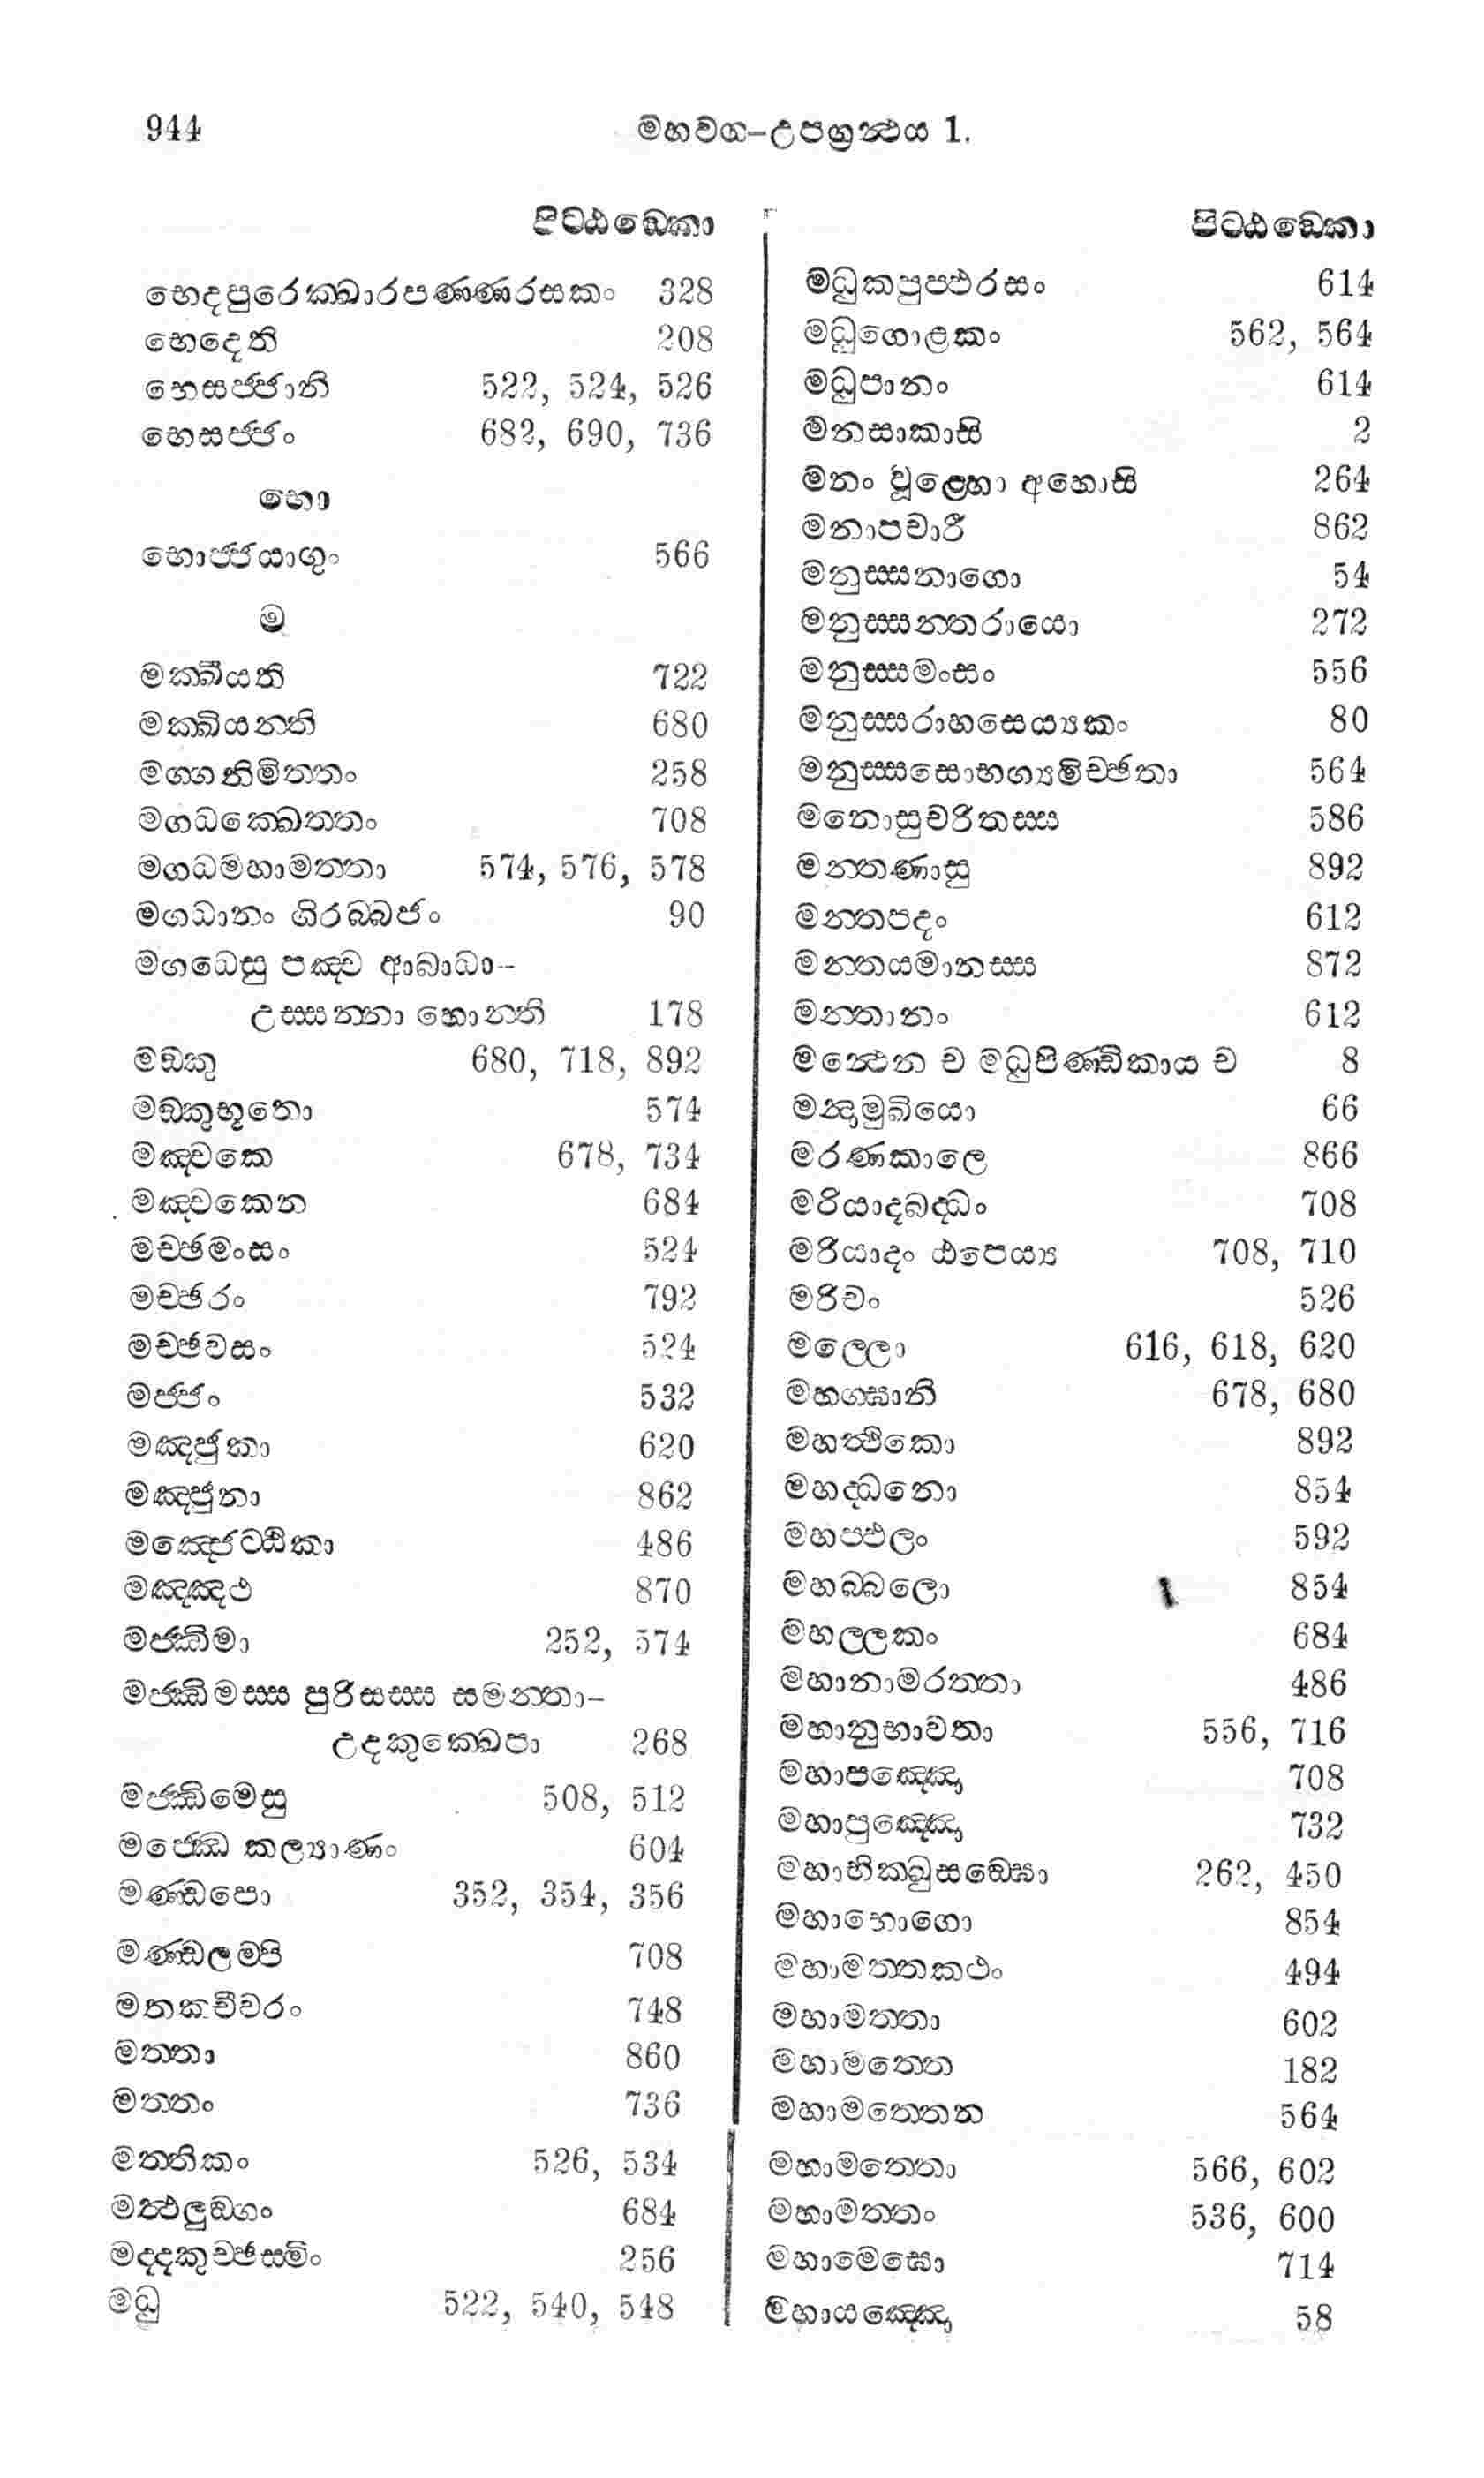 944
මහවග්ග-උපග්‍රන්ථය 1.
පිට්ඨඞ්කො
භෙදපුරෙක්ඛාරපණ්ණරසකං 328
භෙදෙති 208
භෙසජ්ජානි 522, 524, 526
භෙසජ්ජං 682, 690, 736
භො
භොජ්ජයාගුං 566
ම
මක්ඛීයති 722
මක්ඛියන්ති 680
මග්ගනිමිත්තං 258
මගධක්ඛෙත්තං 708
මගධමහාමත්තා 574, 576, 578
මගධානං ගිරබ්බජං 90
මගධෙසු පඤ්ච ආබාධා-
උස්සන්නා හොන්ති 178
මඞ්කු 680, 718, 892
මඞ්කුභූතො 574
මඤ්චකෙ 678, 734
මඤ්චකෙන 684
මච්ඡමංසං 524
මච්ඡරං 792
මච්ඡවසං 524
මජ්ජං 532
මඤ්ජුකා 620
මඤ්ජුනා 862
මඤ්ජෙට්ඨිකා 486
මඤ්ඤථ 870
මජ්ඣිමා 252, 574
මජ්ඣිමස්ස පුරිසස්ස සමන්තා-
උදකුක්ඛෙපා 268
මජ්ඣිමෙසු 508, 512
මජ්ඣෙ කල්‍යාණං 604
මණ්ඩපො 352, 354, 356
මණ්ඩලම්පි 708
මතකචීවරං 748
මත්තා 860
මත්තං 736
මත්තිකං 526, 534
මත්ථලුඞ්ගං 684
මද්දකුච්ඡිස්මිං 256
මධු 522, 540, 548
පිට්ඨඞ්කො
මධුකපුප්ඵරසං 614
මධුගොළකං 562, 564
මධුපානං 614
මනසාකාසි 2
මනං වූළ්හො අහොසි 264
මනාපචාරී 862
මනුස්සනාගො 54
මනුස්සන්තරායො 272
මනුස්සමංසං 556
මනුස්සරාහසෙය්‍යකං 80
මනුස්සසොභග්‍යමිච්ඡතා 564
මනොසුචරිතස්ස 586
මන්තණාසු 892
මන්තපදං 612
මන්තයමානස්ස 872
මන්තානං 612
මන්ථෙන ච මධුපිණ්ඩිකාය ච 8
මන්දමුඛියො 66
මරණකාලෙ 866
මරියාදබද්ධං 708
මරියාදං ඨපෙය්‍ය 708, 710
මරිචං 526
මල්ලො 616, 618, 620
මහග්ඝානි 678, 680
මහත්ථිකො 892
මහද්ධනො 854
මහප්ඵලං 592
මහබ්බලො 854
මහල්ලකං 684
මහානාමරත්තා 486
මහානුභාවතා 556, 716
මහාපඤ්ඤො 708
මහාපුඤ්ඤො 732
මහාභික්ඛුසඞ්ඝො 262, 450
මහාභොගො 854
මහාමත්තකථං 494
මහාමත්තා 602
මහාමත්තෙ 182
මහාමත්තෙන 564
මහාමත්තො 566, 602
මහාමත්තං 536, 600
මහාමෙඝො 714
මහායඤ්ඤො 58